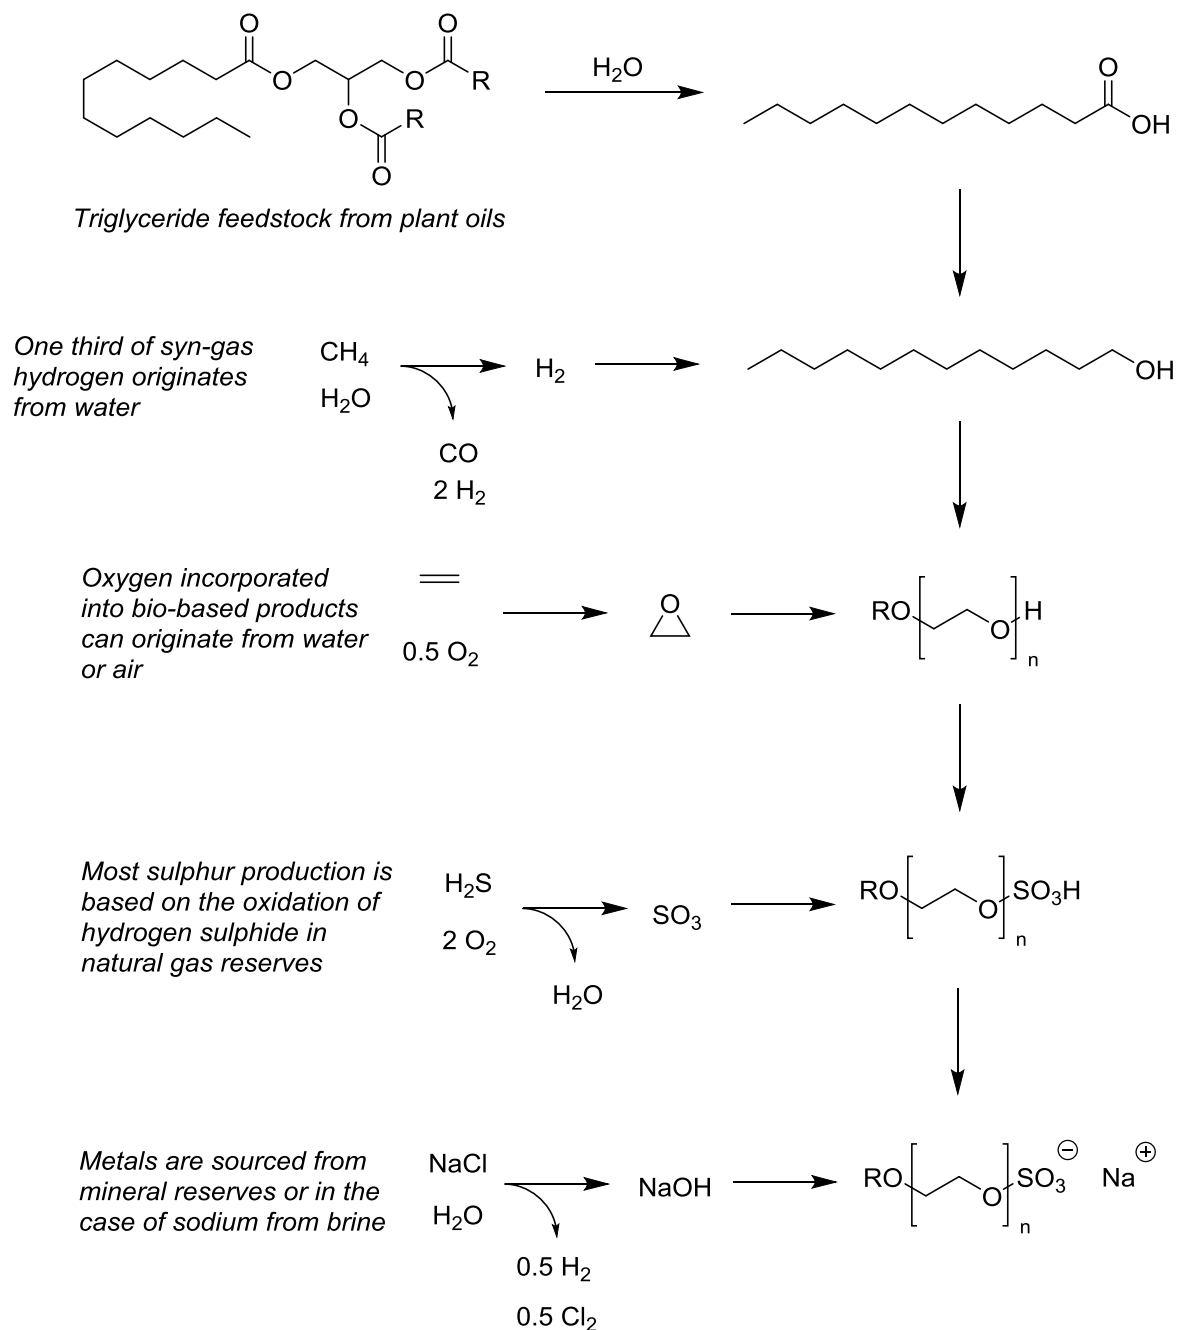 O
O
O
O
R
O
R
O
H₂O
O
OH
Triglyceride feedstock from plant oils
One third of syn-gas
hydrogen originates
from water
CH₄
H₂O
H₂
CO
2 H₂
OH
Oxygen incorporated
into bio-based products
can originate from water
or air
0.5 O₂
O
RO
O
H
n
Most sulphur production is
based on the oxidation of
hydrogen sulphide in
natural gas reserves
H₂S
2 O₂
H₂O
SO₃
RO
O
SO₃H
n
Metals are sourced from
mineral reserves or in the
case of sodium from brine
NaCl
H₂O
0.5 H₂
0.5 Cl₂
NaOH
RO
O
SO₃⊖
n
Na⊕